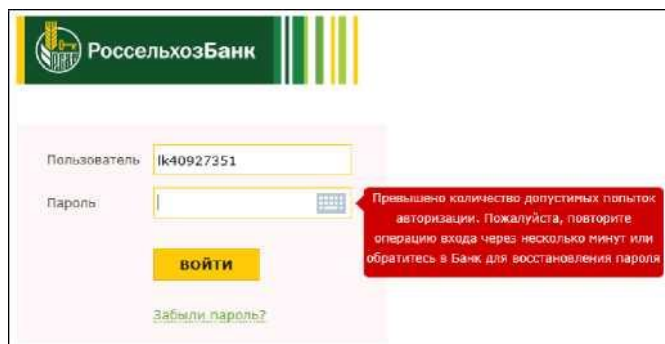 РоссельхозБанк
Пользователь lk40927351
Пароль
Превышено количество допустимых попыток
авторизации. Пожалуйста, повторите
операцию входа через несколько минут или
обратитесь в Банк для восстановления пароля
ВОЙТИ
Забыли пароль?